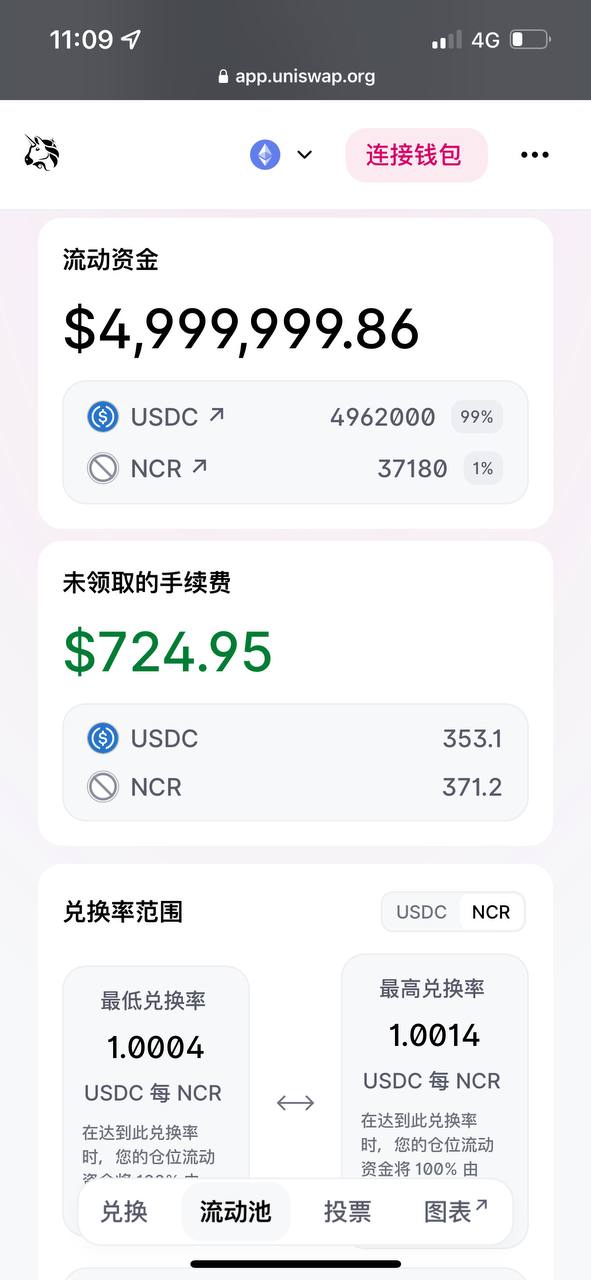 11:09
4G
app.uniswap.org
连接钱包
流动资金
$4,999,999.86
USDC 4962000 99%
NCR 37180 1%
未领取的手续费
$724.95
USDC 353.1
NCR 371.2
兑换率范围
USDC NCR
最低兑换率
1.0004
USDC 每 NCR
在达到此兑换率
时，您的仓位流动
最高兑换率
1.0014
USDC 每 NCR
在达到此兑换率
时，您的仓位流动
资金将 100% 由
兑换 流动池 投票 图表